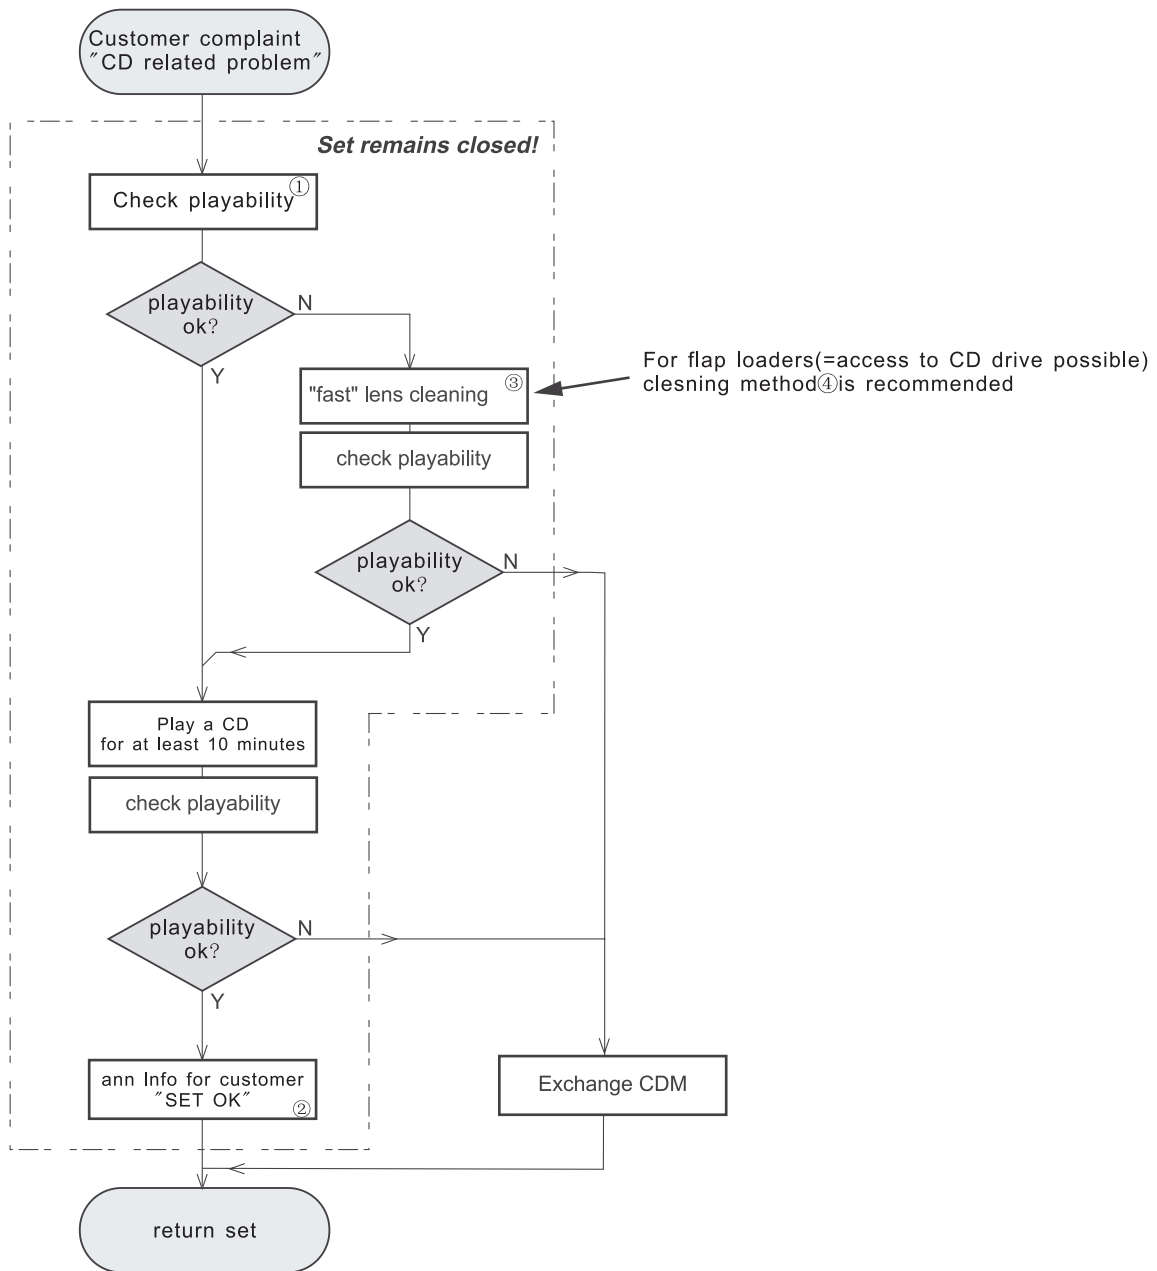 Customer complaint
"CD related problem"
Set remains closed!
Check playability ①
playability
ok?
N
Y
"fast" lens cleaning ③
For flap loaders(=access to CD drive possible)
clesning method④is recommended
check playability
playability
ok?
N
Y
Play a CD
for at least 10 minutes
check playability
playability
ok?
N
Y
ann Info for customer
"SET OK" ②
Exchange CDM
return set